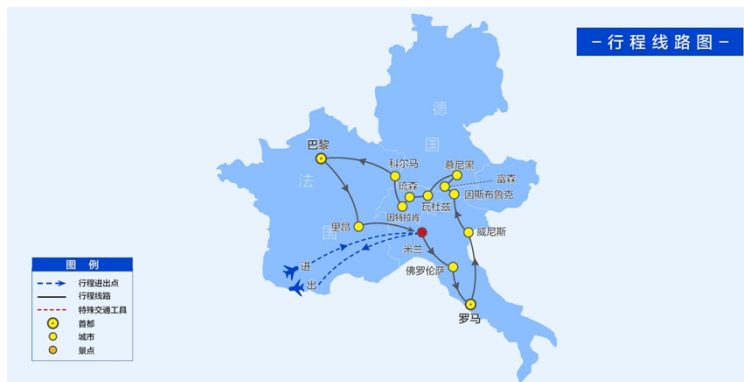 －行程线路图－
德
国
巴黎
科尔马
慕尼黑
富森
法
琉森
因斯布鲁克
瓦杜兹
因特拉肯
里昂
国
威尼斯
米兰
进
佛罗伦萨
出
罗马
图 例
行程进出点
行程线路
特殊交通工具
首都
城市
景点